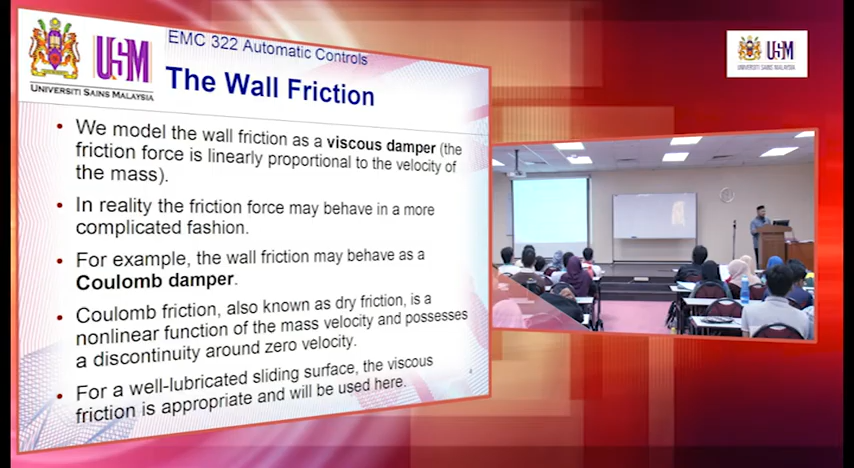 USM
UNIVERSITI SAINS MALAYSIA
EMC 322 Automatic Controls
The Wall Friction
• We model the wall friction as a viscous damper (the
friction force is linearly proportional to the velocity of
the mass).
• In reality the friction force may behave in a more
complicated fashion.
• For example, the wall friction may behave as a
Coulomb damper.
• Coulomb friction, also known as dry friction, is a
nonlinear function of the mass velocity and possesses
a discontinuity around zero velocity.
• For a well-lubricated sliding surface, the viscous
friction is appropriate and will be used here.
USM
UNIVERSITI SAINS MALAYSIA